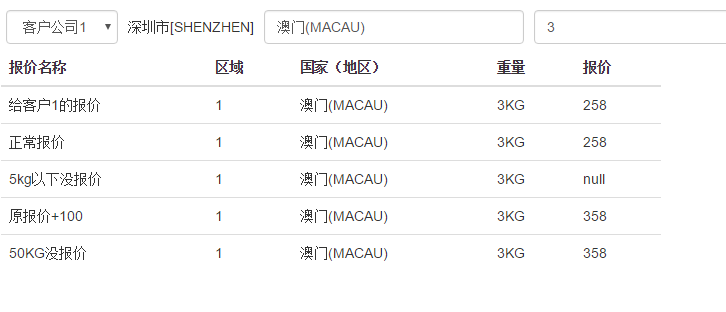 客户公司1 深圳市[SHENZHEN] 澳门(MACAU) 3
报价名称 区域 国家（地区） 重量 报价
给客户1的报价 1 澳门(MACAU) 3KG 258
正常报价 1 澳门(MACAU) 3KG 258
5kg以下没报价 1 澳门(MACAU) 3KG null
原报价+100 1 澳门(MACAU) 3KG 358
50KG没报价 1 澳门(MACAU) 3KG 358